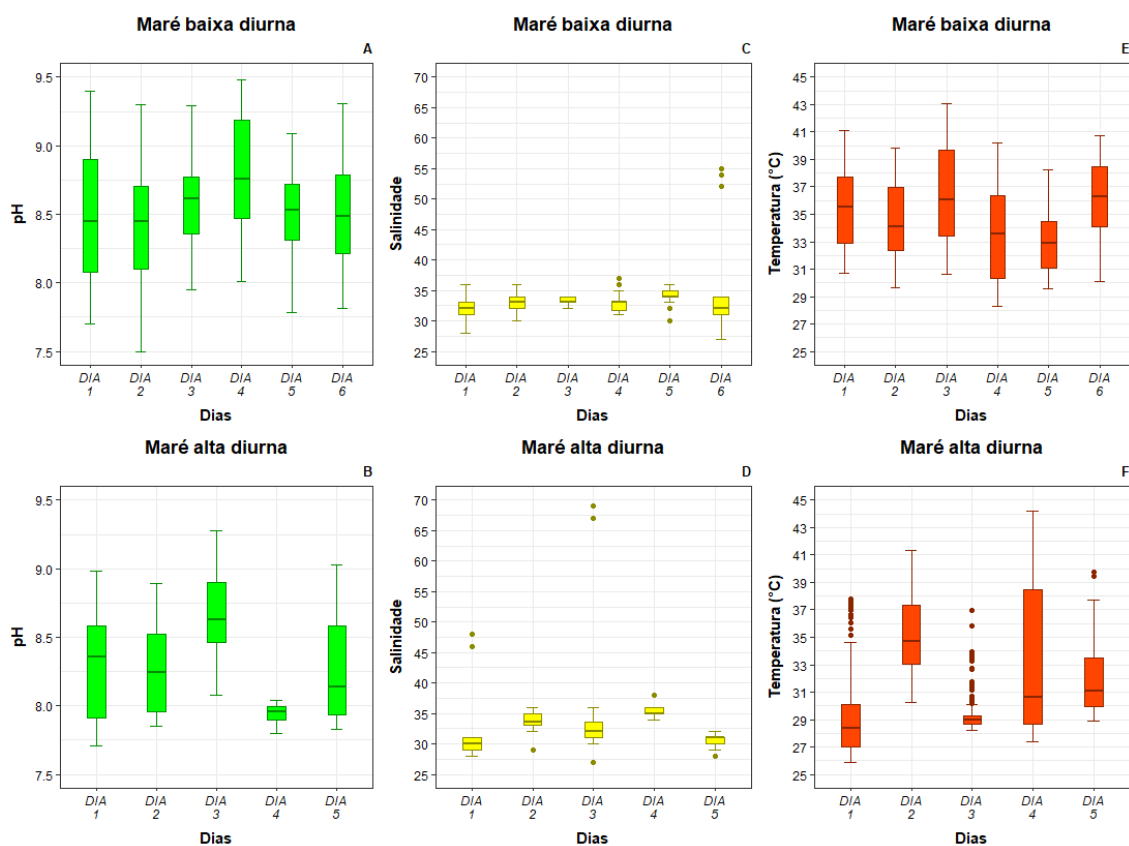 Maré baixa diurna
A
pH
9.5
9.0
8.5
8.0
7.5
DIA DIA DIA DIA DIA DIA
1 2 3 4 5 6
Dias
Maré baixa diurna
C
Salinidade
70
65
60
55
50
45
40
35
30
25
DIA DIA DIA DIA DIA DIA
1 2 3 4 5 6
Dias
Maré baixa diurna
E
Temperatura (°C)
45
43
41
39
37
35
33
31
29
27
25
DIA DIA DIA DIA DIA DIA
1 2 3 4 5 6
Dias
Maré alta diurna
B
pH
9.5
9.0
8.5
8.0
7.5
DIA DIA DIA DIA DIA
1 2 3 4 5
Dias
Maré alta diurna
D
Salinidade
70
65
60
55
50
45
40
35
30
25
DIA DIA DIA DIA DIA
1 2 3 4 5
Dias
Maré alta diurna
F
Temperatura (°C)
45
43
41
39
37
35
33
31
29
27
25
DIA DIA DIA DIA DIA
1 2 3 4 5
Dias